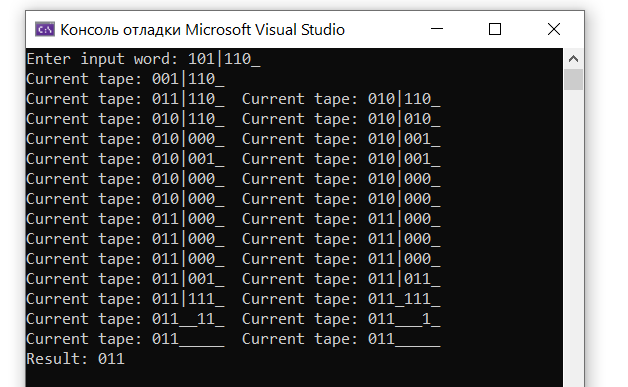 Консоль отладки Microsoft Visual Studio
Enter input word: 101|110_
Current tape: 001|110_
Current tape: 011|110_  Current tape: 010|110_
Current tape: 010|110_  Current tape: 010|010_
Current tape: 010|000_  Current tape: 010|001_
Current tape: 010|001_  Current tape: 010|001_
Current tape: 010|000_  Current tape: 010|000_
Current tape: 010|000_  Current tape: 010|000_
Current tape: 011|000_  Current tape: 011|000_
Current tape: 011|000_  Current tape: 011|000_
Current tape: 011|000_  Current tape: 011|000_
Current tape: 011|001_  Current tape: 011|011_
Current tape: 011|111_  Current tape: 011_111_
Current tape: 011__11_  Current tape: 011___1_
Current tape: 011_____  Current tape: 011_____
Result: 011